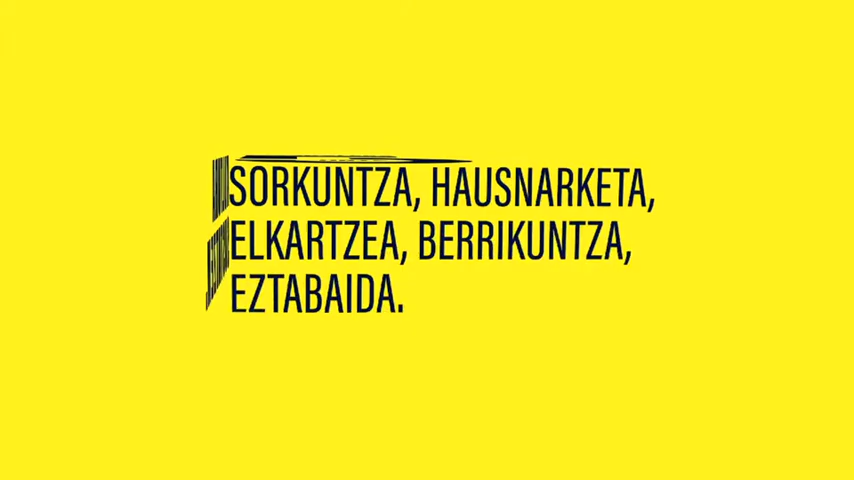 SORKUNTZA, HAUSNARKETA,
ELKARTZEA, BERRIKUNTZA,
EZTABAIDA.